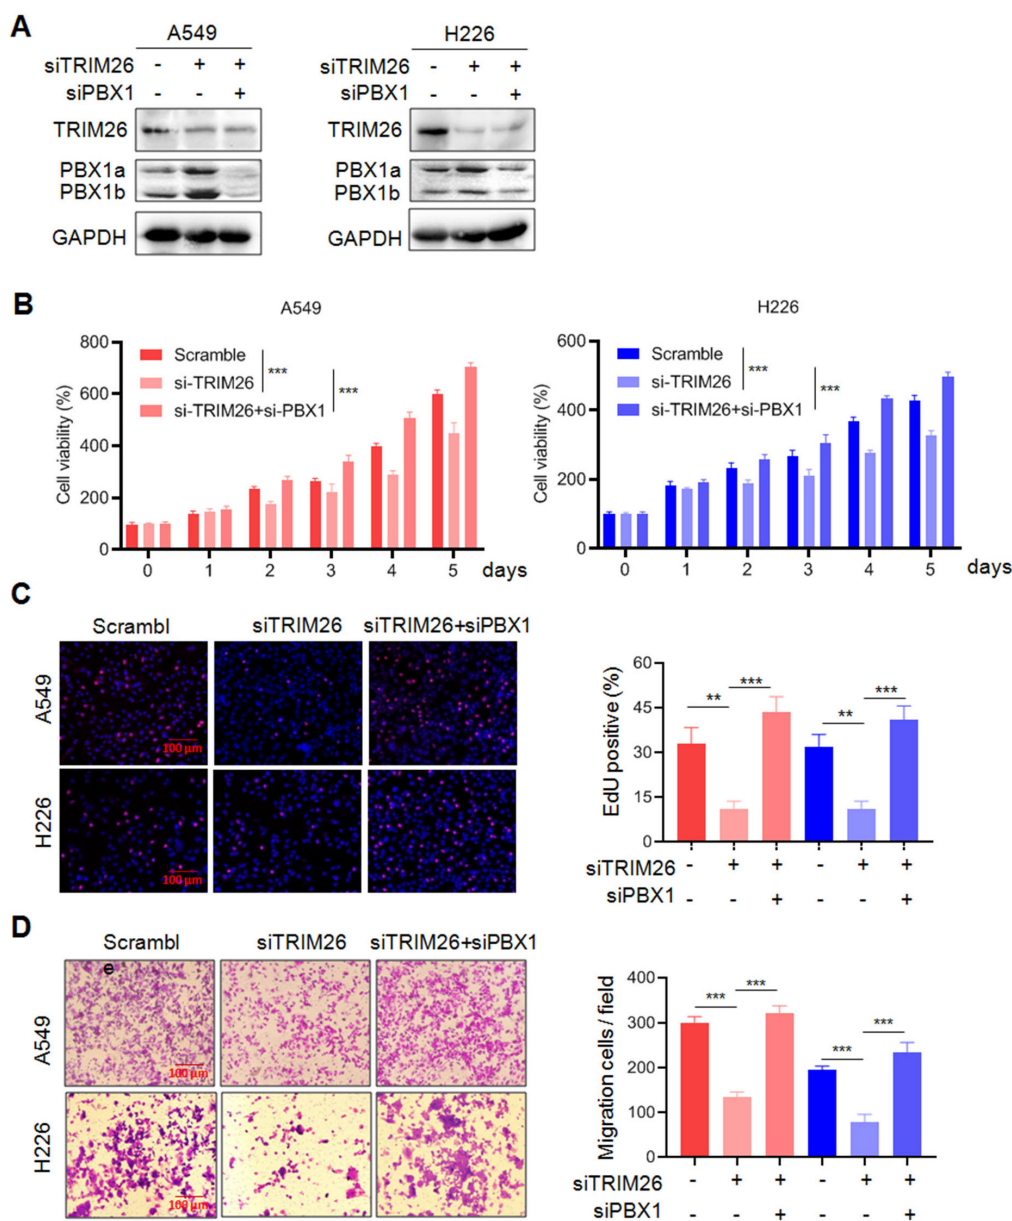 A
A549
H226
siTRIM26 - + +
siPBX1 - - +
siTRIM26 - + +
siPBX1 - - +
TRIM26
PBX1a
PBX1b
GAPDH
TRIM26
PBX1a
PBX1b
GAPDH
B
A549
Cell viability (%)
800
600
400
200
0
Scramble
si-TRIM26
si-TRIM26+si-PBX1
***
***
0 1 2 3 4 5 days
H226
Cell viability (%)
600
400
200
0
Scramble
si-TRIM26
si-TRIM26+si-PBX1
***
***
0 1 2 3 4 5 days
C
Scrambl siTRIM26 siTRIM26+siPBX1
A549
100 μm
H226
100 μm
EdU positive (%)
60
45
30
15
0
** *** ** ***
siTRIM26 - + + - + +
siPBX1 - - + - - +
D
Scrambl siTRIM26 siTRIM26+siPBX1
e
A549
100 μm
H226
100 μm
Migration cells / field
400
300
200
100
0
*** *** *** ***
siTRIM26 - + + - + +
siPBX1 - - + - - +